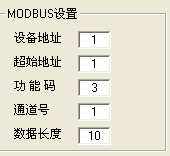 MODBUS设置
设备地址 1
超始地址 1
功能码 3
通道号 1
数据长度 10